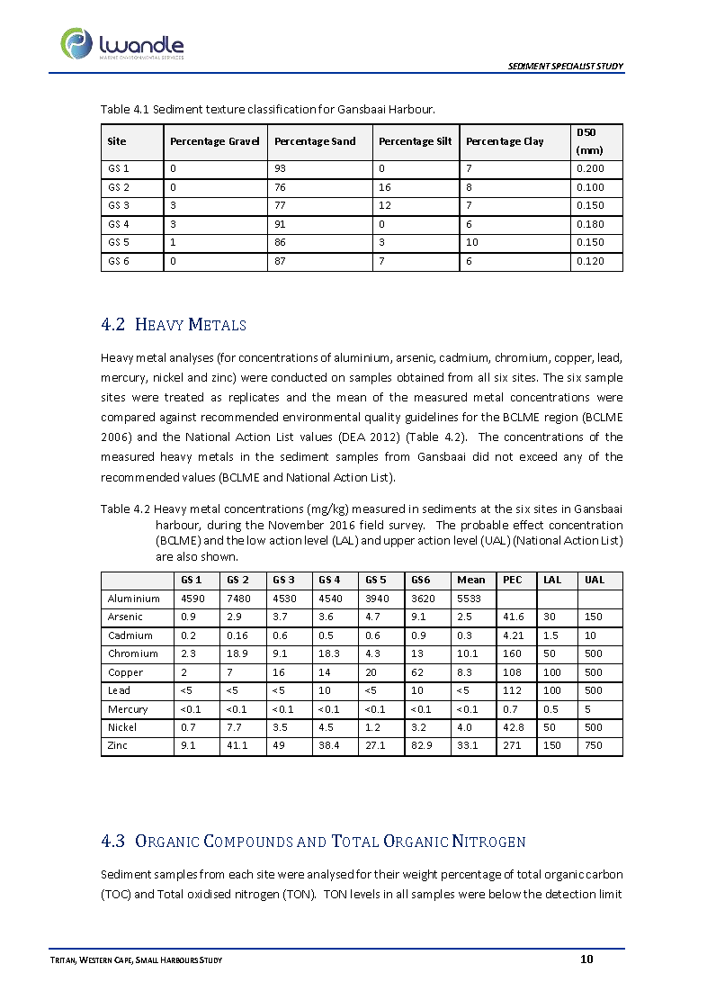 lwandle
MARINE ENVIRONMENTAL SERVICES
SEDIMENT SPECIALIST STUDY
Table 4.1 Sediment texture classification for Gansbaai Harbour.
Site Percentage Gravel Percentage Sand Percentage Silt Percentage Clay D50 (mm)
GS 1 0 93 0 7 0.200
GS 2 0 76 16 8 0.100
GS 3 3 77 12 7 0.150
GS 4 3 91 0 6 0.180
GS 5 1 86 3 10 0.150
GS 6 0 87 7 6 0.120
4.2 HEAVY METALS
Heavy metal analyses (for concentrations of aluminium, arsenic, cadmium, chromium, copper, lead,
mercury, nickel and zinc) were conducted on samples obtained from all six sites. The six sample
sites were treated as replicates and the mean of the measured metal concentrations were
compared against recommended environmental quality guidelines for the BCLME region (BCLME
2006) and the National Action List values (DEA 2012) (Table 4.2). The concentrations of the
measured heavy metals in the sediment samples from Gansbaai did not exceed any of the
recommended values (BCLME and National Action List).
Table 4.2 Heavy metal concentrations (mg/kg) measured in sediments at the six sites in Gansbaai
harbour, during the November 2016 field survey. The probable effect concentration
(BCLME) and the low action level (LAL) and upper action level (UAL) (National Action List)
are also shown.
GS 1 GS 2 GS 3 GS 4 GS 5 GS6 Mean PEC LAL UAL
Aluminium 4590 7480 4530 4540 3940 3620 5533
Arsenic 0.9 2.9 3.7 3.6 4.7 9.1 2.5 41.6 30 150
Cadmium 0.2 0.16 0.6 0.5 0.6 0.9 0.3 4.21 1.5 10
Chromium 2.3 18.9 9.1 18.3 4.3 13 10.1 160 50 500
Copper 2 7 16 14 20 62 8.3 108 100 500
Lead <5 <5 <5 10 <5 10 <5 112 100 500
Mercury <0.1 <0.1 <0.1 <0.1 <0.1 <0.1 <0.1 0.7 0.5 5
Nickel 0.7 7.7 3.5 4.5 1.2 3.2 4.0 42.8 50 500
Zinc 9.1 41.1 49 38.4 27.1 82.9 33.1 271 150 750
4.3 ORGANIC COMPOUNDS AND TOTAL ORGANIC NITROGEN
Sediment samples from each site were analysed for their weight percentage of total organic carbon
(TOC) and Total oxidised nitrogen (TON). TON levels in all samples were below the detection limit
TRITAN, WESTERN CAPE, SMALL HARBOURS STUDY 10